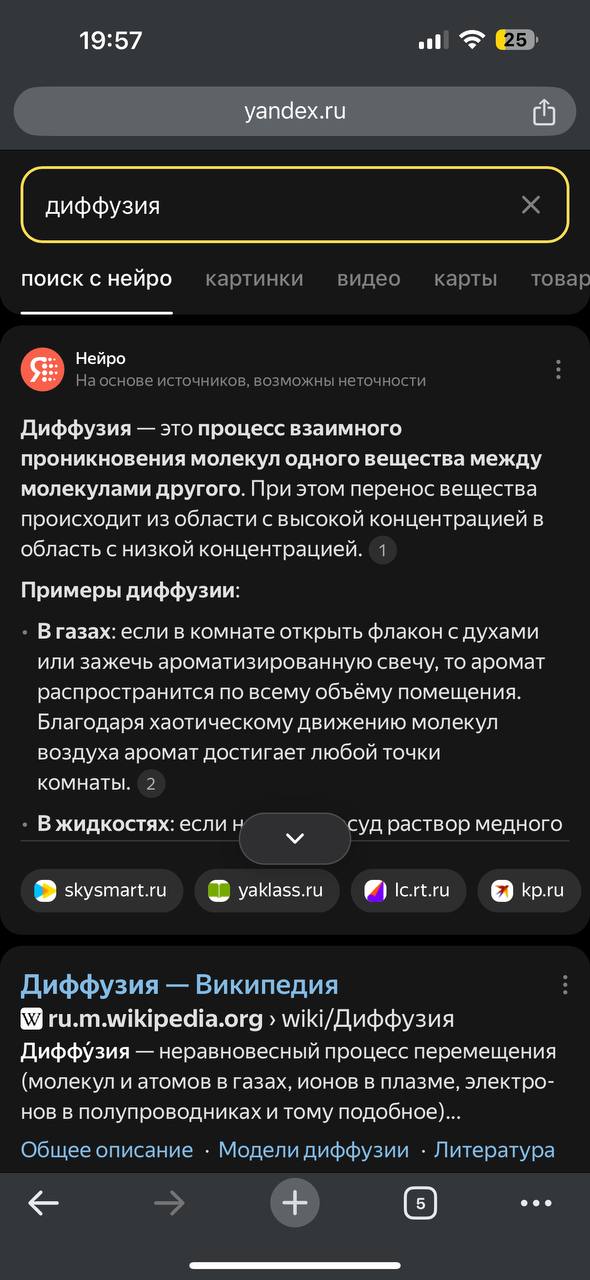 19:57
25
yandex.ru
диффузия
поиск с нейро картинки видео карты товар
Нейро
На основе источников, возможны неточности
Диффузия — это процесс взаимного
проникновения молекул одного вещества между
молекулами другого. При этом перенос вещества
происходит из области с высокой концентрацией в
область с низкой концентрацией. 1
Примеры диффузии:
• В газах: если в комнате открыть флакон с духами
или зажечь ароматизированную свечу, то аромат
распространится по всему объёму помещения.
Благодаря хаотическому движению молекул
воздуха аромат достигает любой точки
комнаты. 2
• В жидкостях: если раствор медного
skysmart.ru yaklass.ru lc.rt.ru kp.ru
Диффузия — Википедия
W ru.m.wikipedia.org › wiki/Диффузия
Диффу́зия — неравновесный процесс перемещения
(молекул и атомов в газах, ионов в плазме, электро-
нов в полупроводниках и тому подобное)...
Общее описание · Модели диффузии · Литература
5